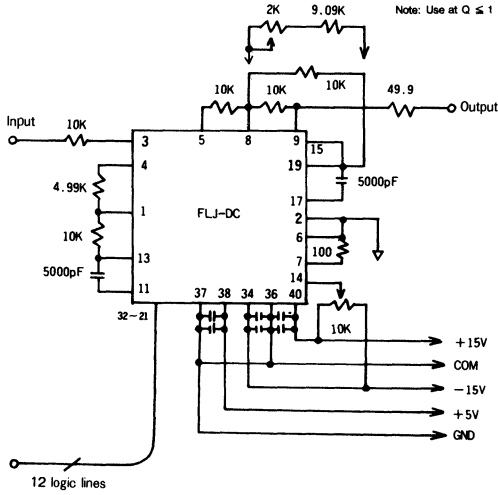 Note: Use at Q ≦ 1
2K
9.09K
10K
10K
10K
49.9
Output
Input
10K
3
5
8
9
15
4
19
5000pF
4.99K
17
1
FLJ-DC
2
10K
6
100
13
7
5000pF
14
11
37
38
34
36
40
32~21
10K
+15V
COM
−15V
+5V
GND
12 logic lines